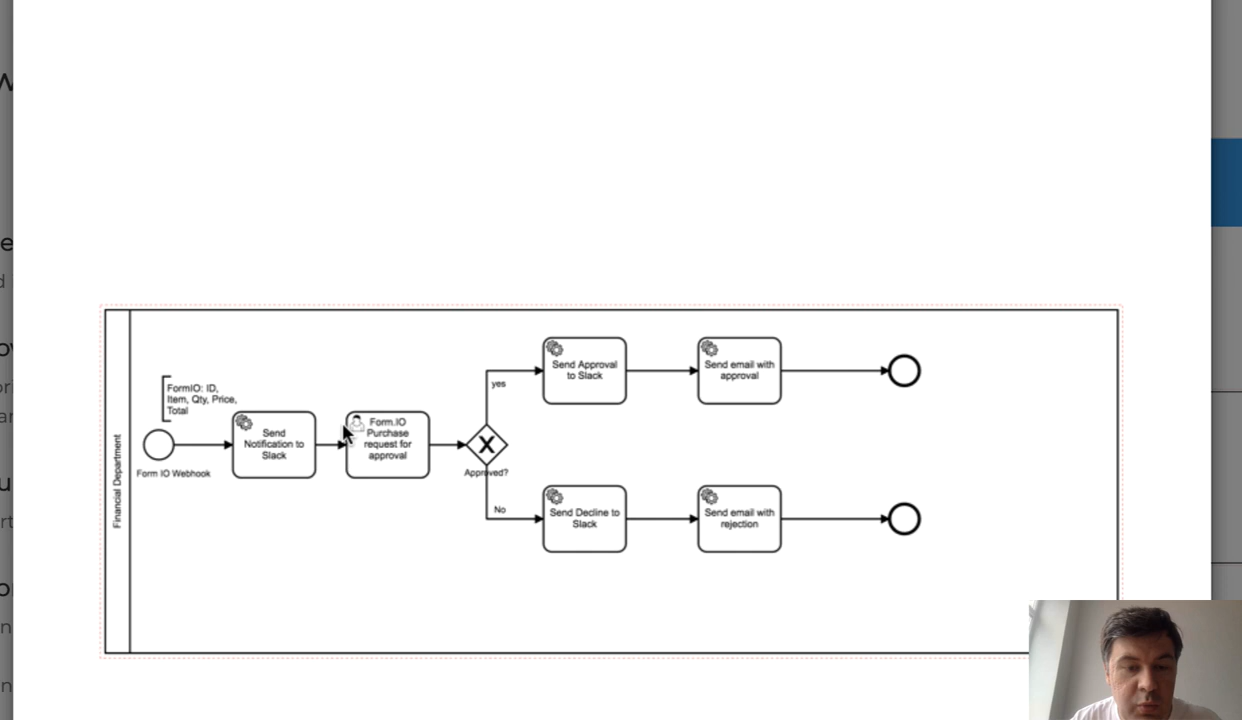 Financial Department
FormIO: ID,
Item, Qty, Price,
Total
Form IO Webhook
Send
Notification to
Slack
Form.IO
Purchase
request for
approval
Approved?
yes
No
Send Approval
to Slack
Send email with
approval
Send Decline to
Slack
Send email with
rejection